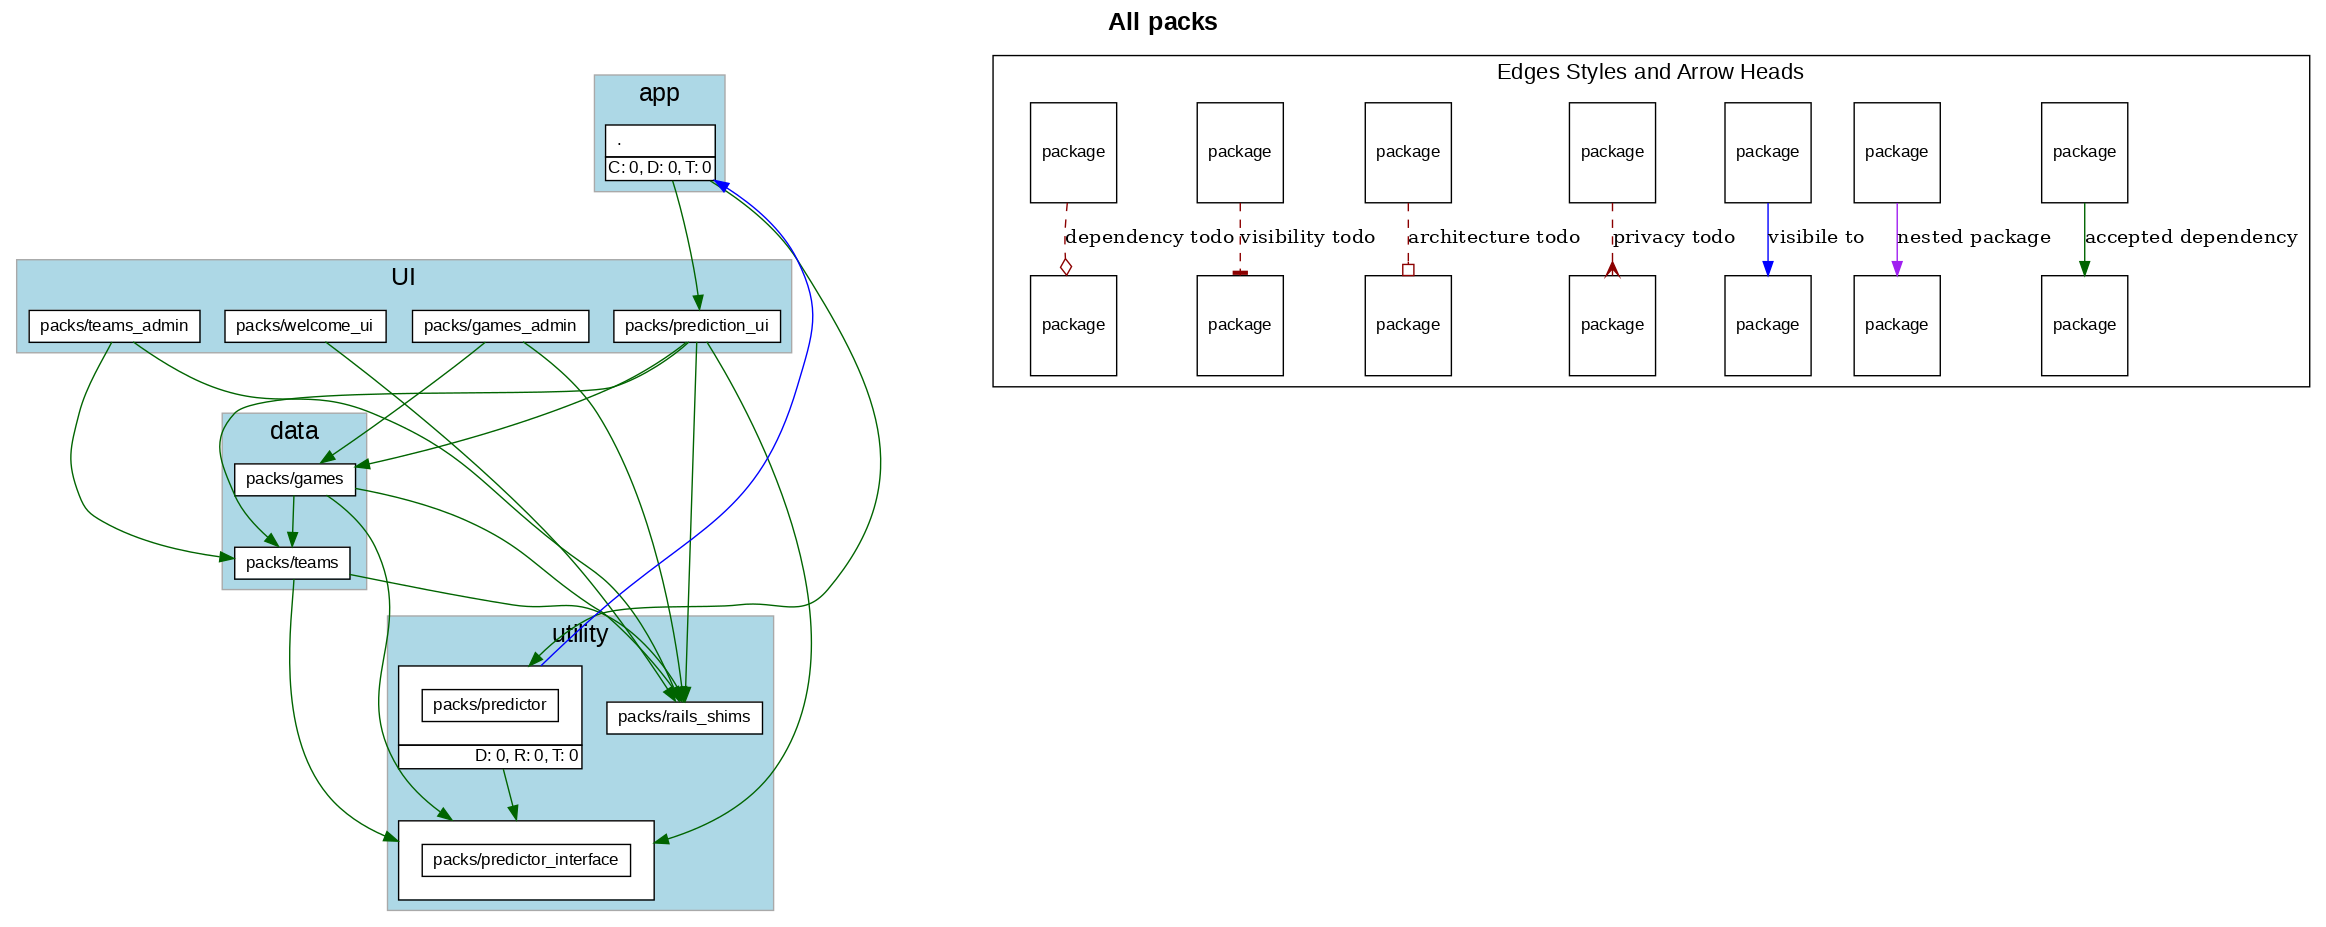 All packs
app
.
C: 0, D: 0, T: 0
UI
packs/teams_admin
packs/welcome_ui
packs/games_admin
packs/prediction_ui
data
packs/games
packs/teams
utility
packs/predictor
D: 0, R: 0, T: 0
packs/rails_shims
packs/predictor_interface
Edges Styles and Arrow Heads
package
package
package
package
package
package
package
dependency todo
visibility todo
architecture todo
privacy todo
visibile to
nested package
accepted dependency
package
package
package
package
package
package
package